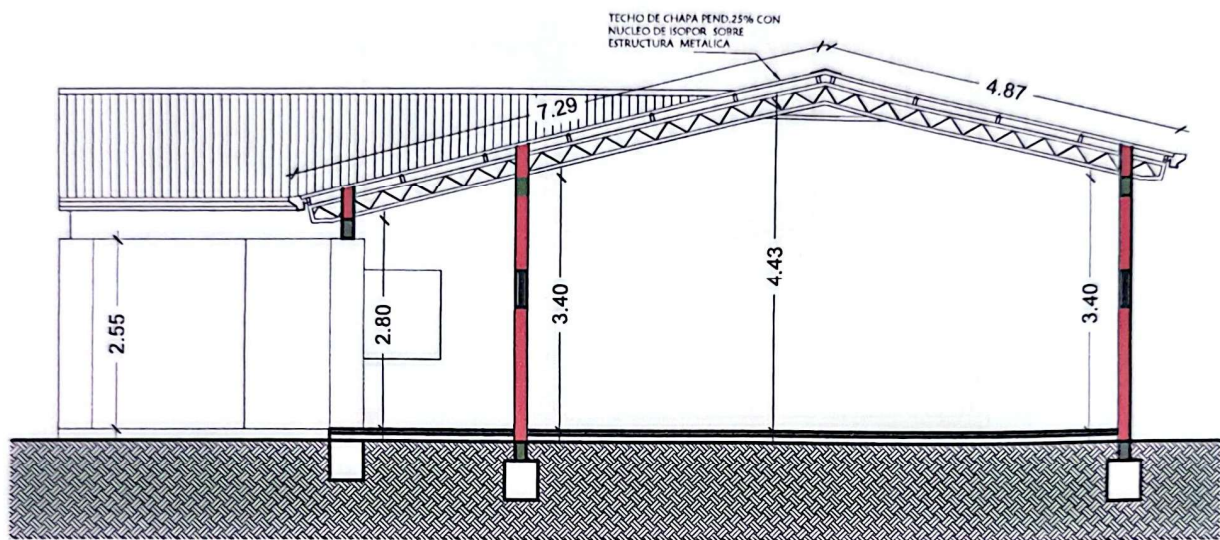 TECHO DE CHAPA PEND.25% CON
NUCLEO DE ISOPOR SOBRE
ESTRUCTURA METALICA
7.29
4.87
2.55
2.80
3.40
4.43
3.40